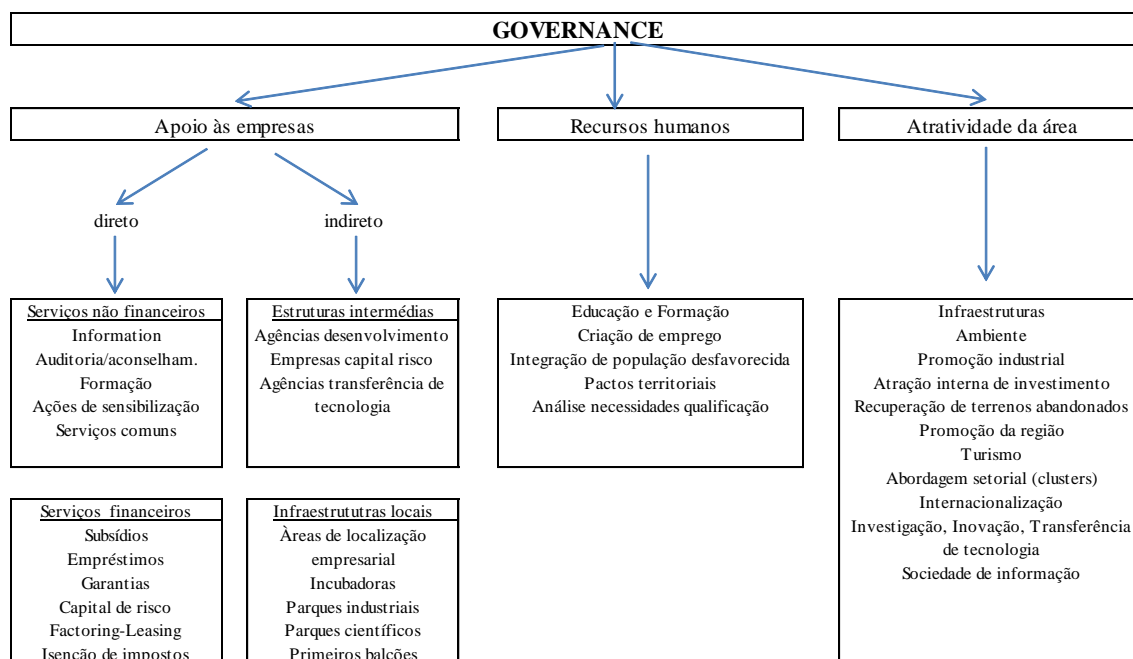 GOVERNANCE
Apoio às empresas
Recursos humanos
Atratividade da área
direto
indireto
Serviços não financeiros
Information
Auditoria/aconselham.
Formação
Ações de sensibilização
Serviços comuns
Estruturas intermédias
Agências desenvolvimento
Empresas capital risco
Agências transferência de
tecnologia
Educação e Formação
Criação de emprego
Integração de população desfavorecida
Pactos territoriais
Análise necessidades qualificação
Infraestruturas
Ambiente
Promoção industrial
Atração interna de investimento
Recuperação de terrenos abandonados
Promoção da região
Turismo
Abordagem setorial (clusters)
Internacionalização
Investigação, Inovação, Transferência
de tecnologia
Sociedade de informação
Serviços financeiros
Subsídios
Empréstimos
Garantias
Capital de risco
Factoring-Leasing
Isenção de impostos
Infraestrututras locais
Àreas de localização
empresarial
Incubadoras
Parques industriais
Parques científicos
Primeiros balcões